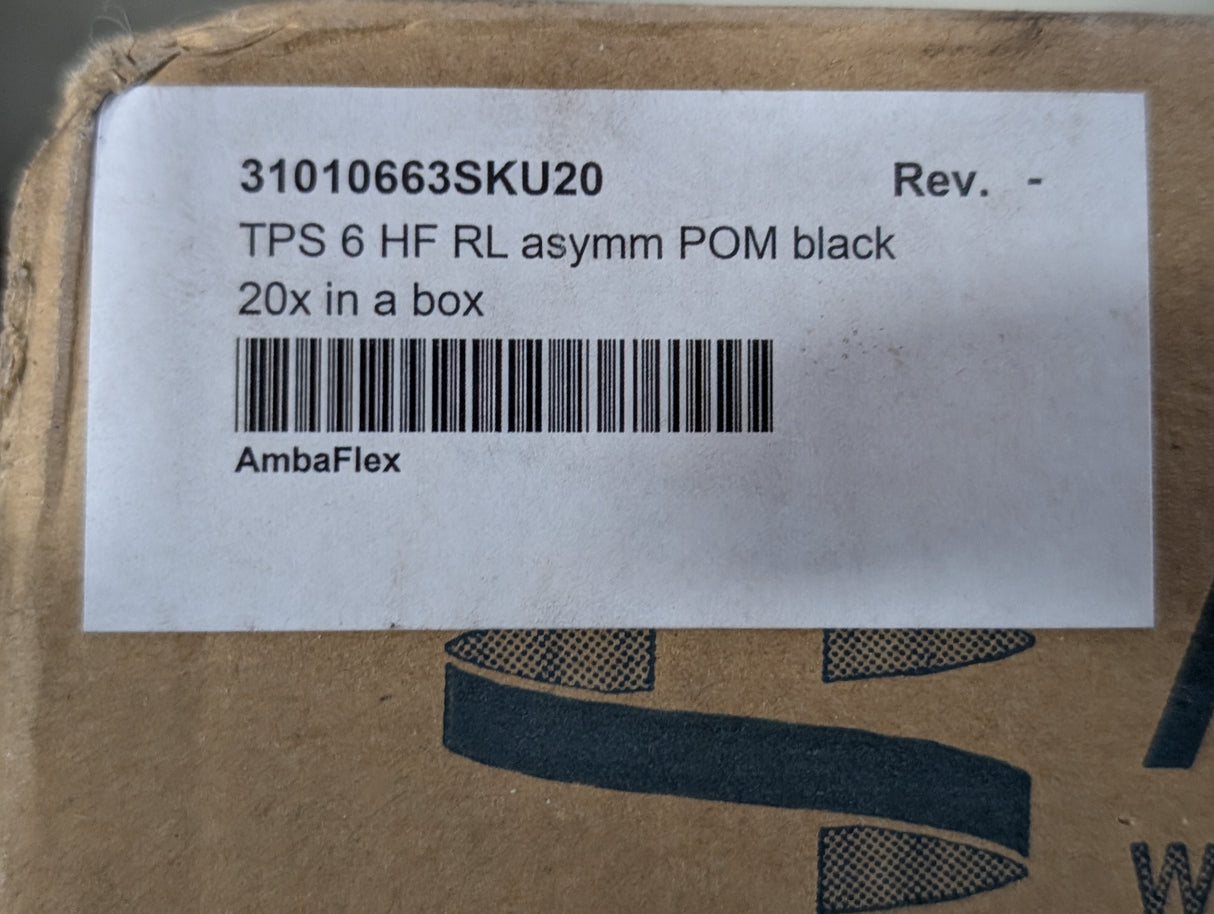 31010663SKU20 Rev. -
TPS 6 HF RL asymm POM black
20x in a box
AmbaFlex